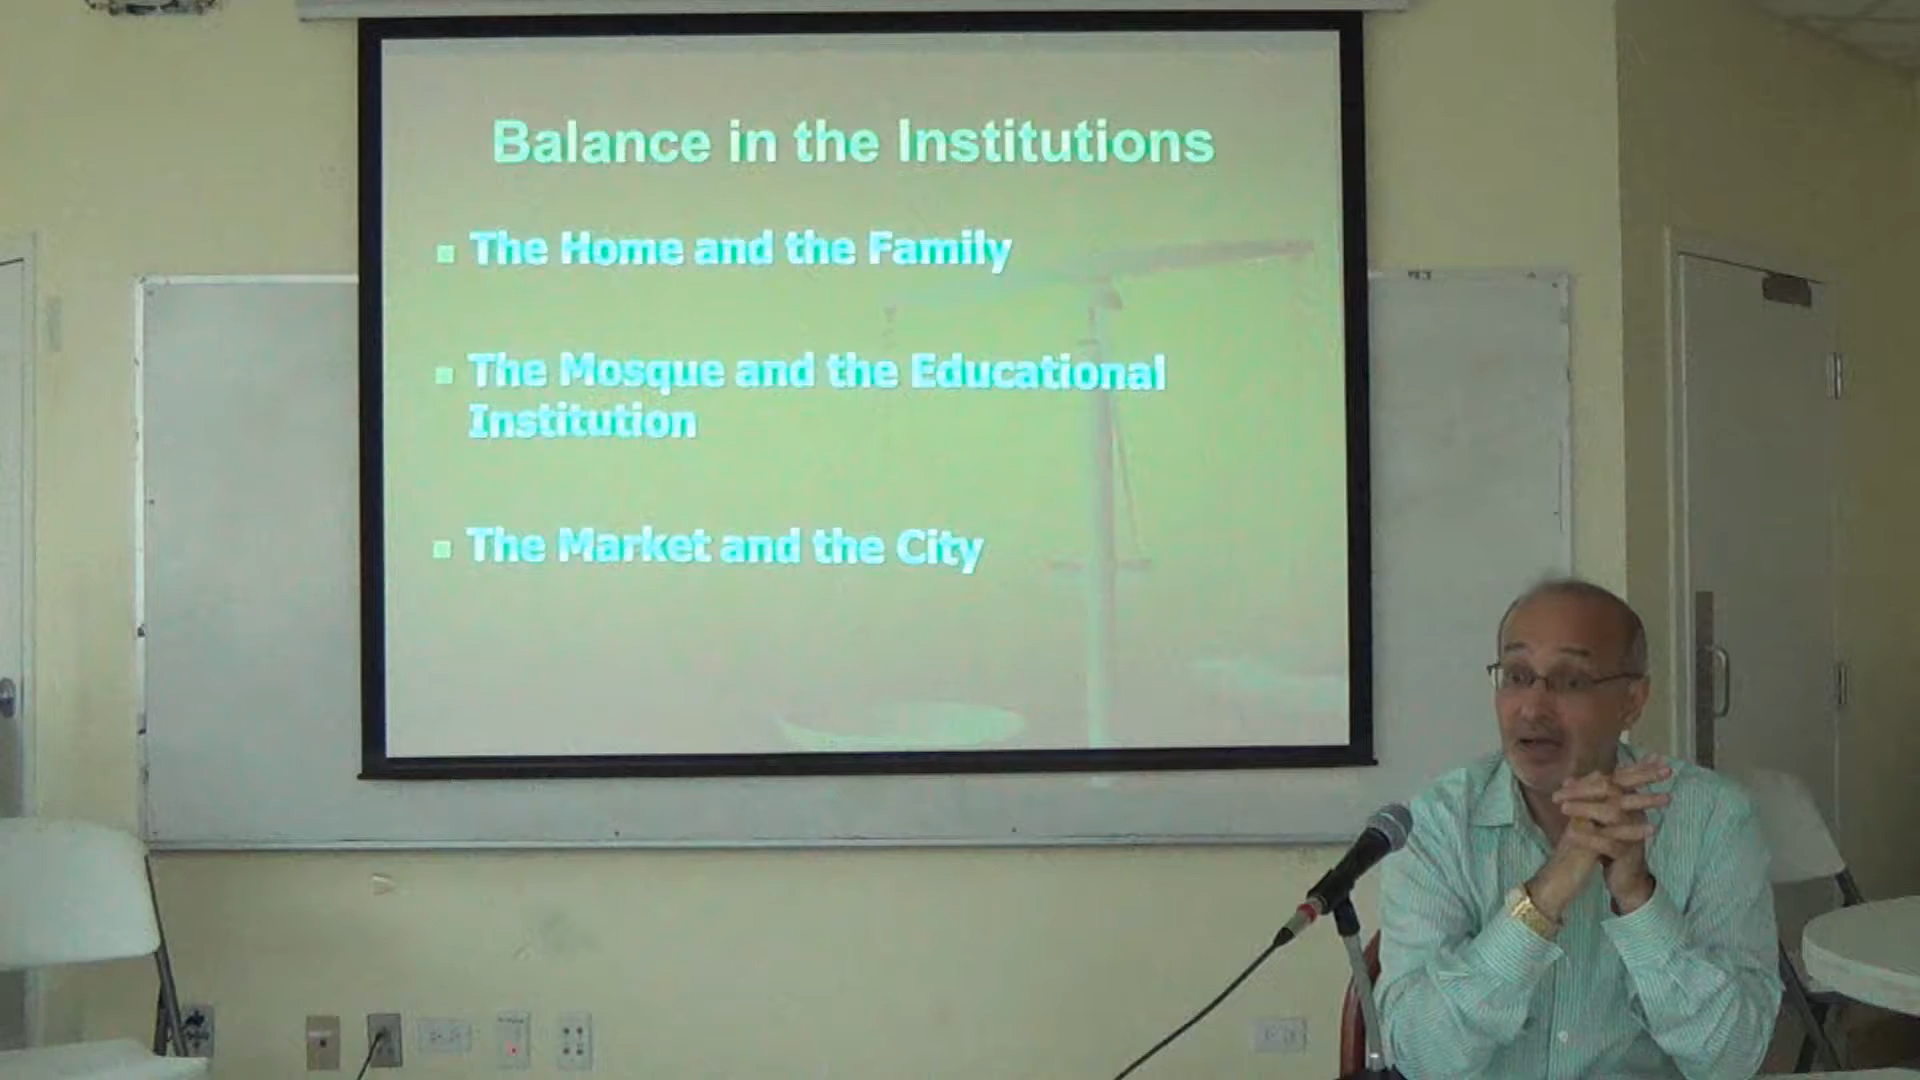 Balance in the Institutions
The Home and the Family
The Mosque and the Educational
Institution
The Market and the City